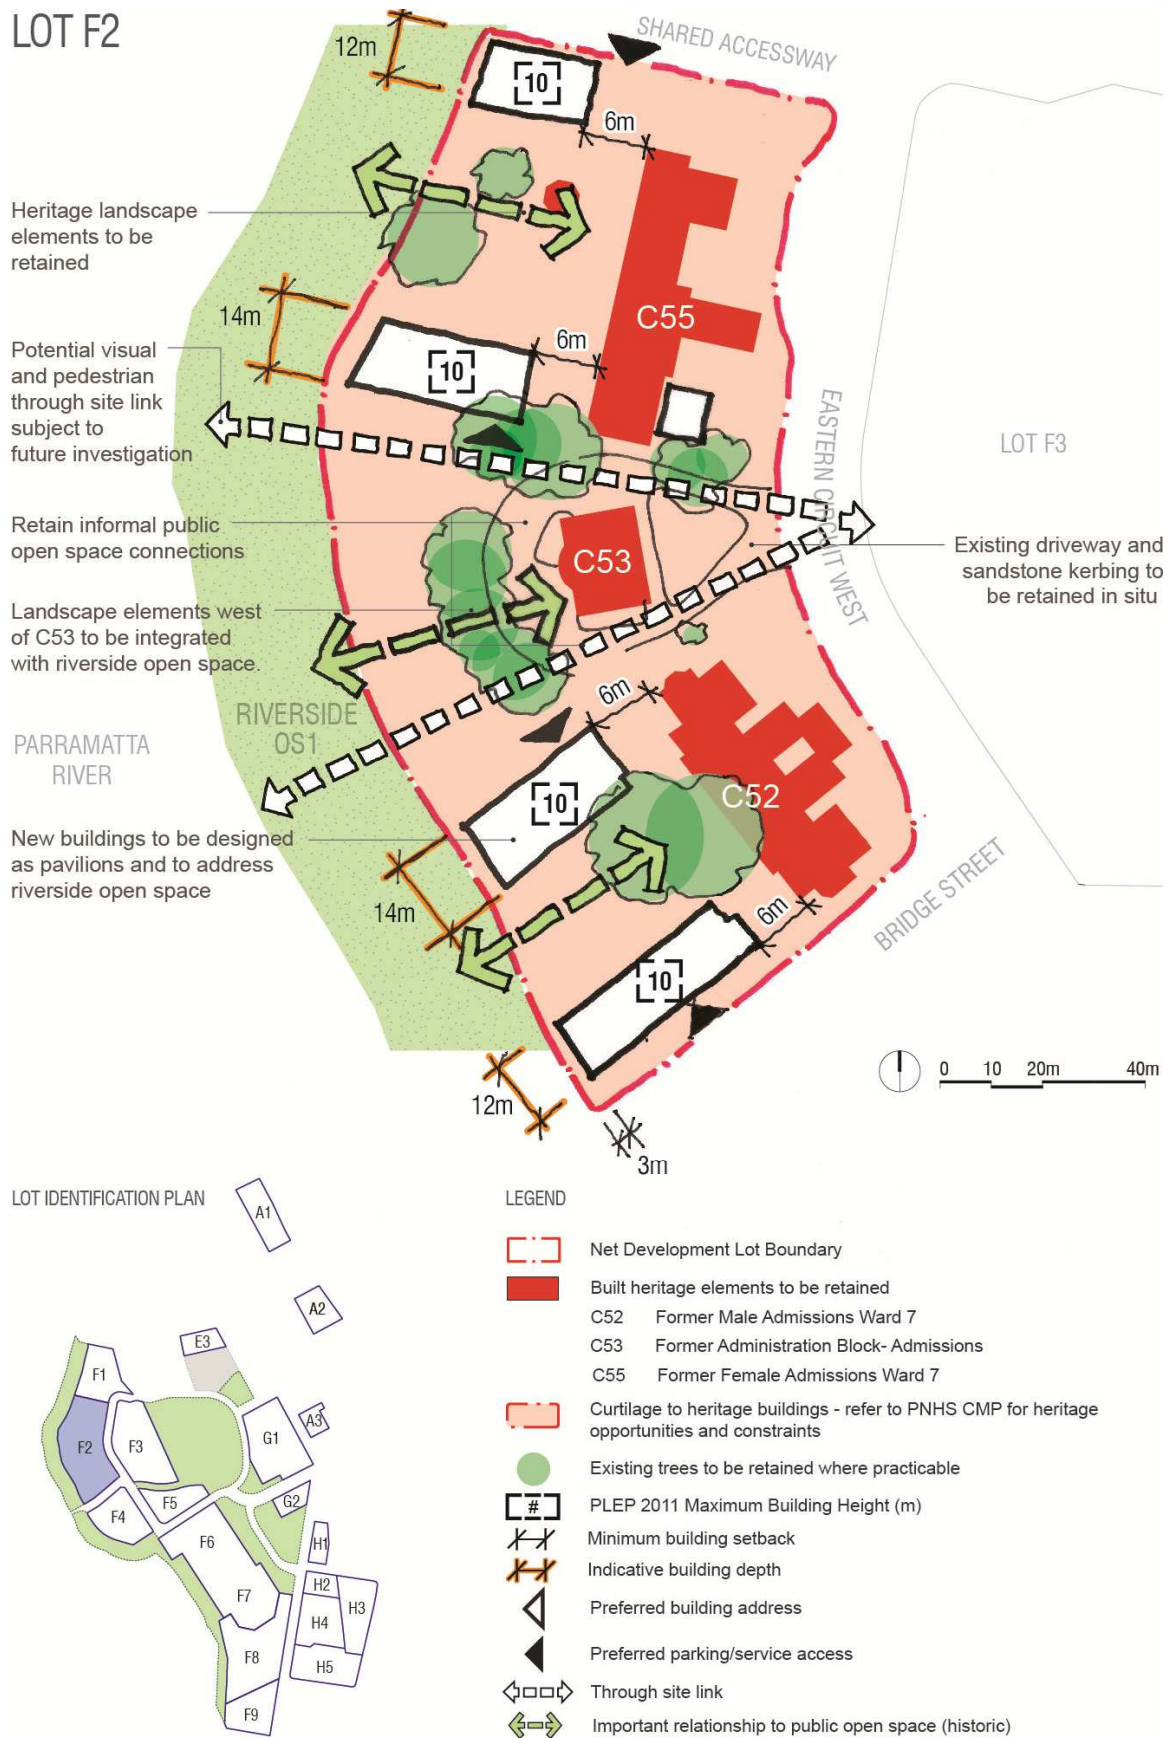 LOT F2
SHARED ACCESSWAY
12m
10
6m
Heritage landscape
elements to be
retained
14m
C55
6m
10
Potential visual
and pedestrian
through site link
subject to
future investigation
EASTERN CIRCUIT WEST
LOT F3
Retain informal public
open space connections
C53
Existing driveway and
sandstone kerbing to
be retained in situ
Landscape elements west
of C53 to be integrated
with riverside open space.
6m
RIVERSIDE
OS1
PARRAMATTA
RIVER
C52
10
New buildings to be designed
as pavilions and to address
riverside open space
BRIDGE STREET
14m
6m
10
0 10 20m 40m
12m
3m
LOT IDENTIFICATION PLAN
A1
A2
E3
F1
A3
F2
F3
G1
F5
G2
F4
F6
H1
H2
F7
H3
H4
F8
H5
F9
LEGEND
Net Development Lot Boundary
Built heritage elements to be retained
C52 Former Male Admissions Ward 7
C53 Former Administration Block- Admissions
C55 Former Female Admissions Ward 7
Curtilage to heritage buildings - refer to PNHS CMP for heritage
opportunities and constraints
Existing trees to be retained where practicable
# PLEP 2011 Maximum Building Height (m)
Minimum building setback
Indicative building depth
Preferred building address
Preferred parking/service access
Through site link
Important relationship to public open space (historic)